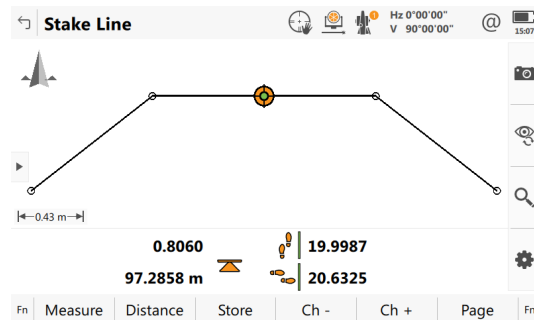 Stake Line
Hz 0°00'00"
V 90°00'00"
@
15:07
0.43 m
0.8060
19.9987
97.2858 m
20.6325
Fn Measure Distance Store Ch - Ch + Page Fn